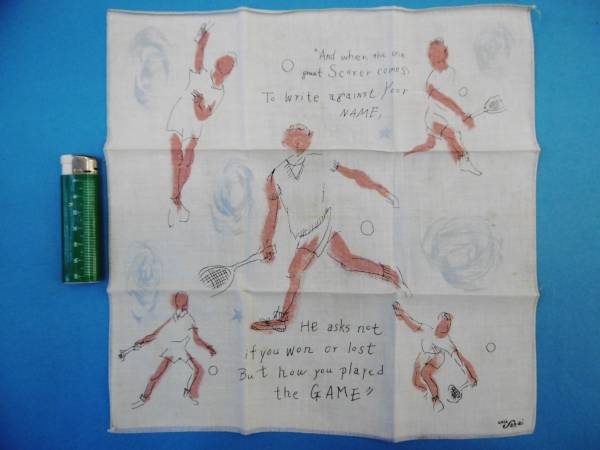 "And when the one
great Scorer comes,
To write against Your
NAME,
HE asks not
if you won or lost
But how you played
the GAME"